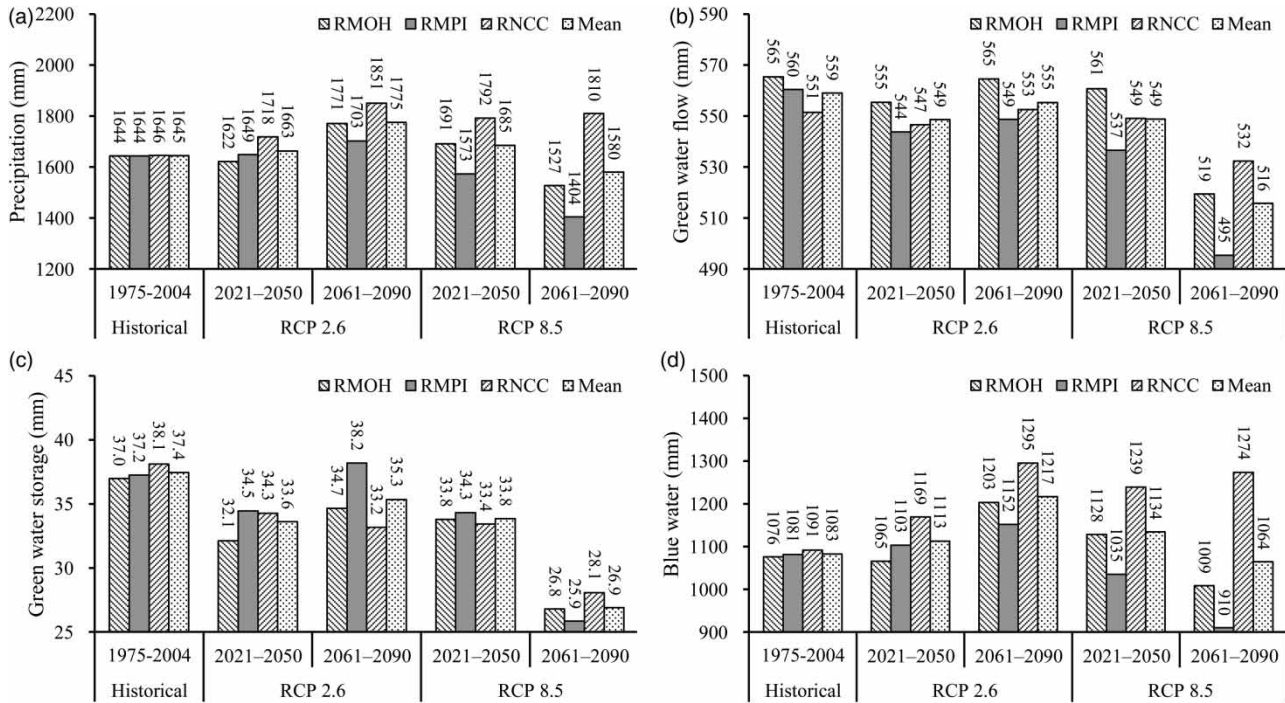 (a)
RMOH RMPI RNCC Mean
Precipitation (mm)
2200
2000
1800
1600
1400
1200
1644 1644 1646 1645
1622 1649 1718 1663
1771 1703 1851 1775
1691 1573 1792 1685
1527 1404 1810 1580
1975-2004 2021–2050 2061–2090 2021–2050 2061–2090
Historical RCP 2.6 RCP 8.5
(b)
RMOH RMPI RNCC Mean
Green water flow (mm)
590
570
550
530
510
490
565 560 551 559
555 544 547 549
565 549 553 555
561 537 549 549
519 495 532 516
1975-2004 2021–2050 2061–2090 2021–2050 2061–2090
Historical RCP 2.6 RCP 8.5
(c)
RMOH RMPI RNCC Mean
Green water storage (mm)
45
40
35
30
25
37.0 37.2 38.1 37.4
32.1 34.5 34.3 33.6
34.7 38.2 33.2 35.3
33.8 34.3 33.4 33.8
26.8 25.9 28.1 26.9
1975-2004 2021–2050 2061–2090 2021–2050 2061–2090
Historical RCP 2.6 RCP 8.5
(d)
RMOH RMPI RNCC Mean
Blue water (mm)
1500
1400
1300
1200
1100
1000
900
1076 1081 1091 1083
1065 1103 1169 1113
1203 1152 1295 1217
1128 1035 1239 1134
1009 910 1274 1064
1975-2004 2021–2050 2061–2090 2021–2050 2061–2090
Historical RCP 2.6 RCP 8.5